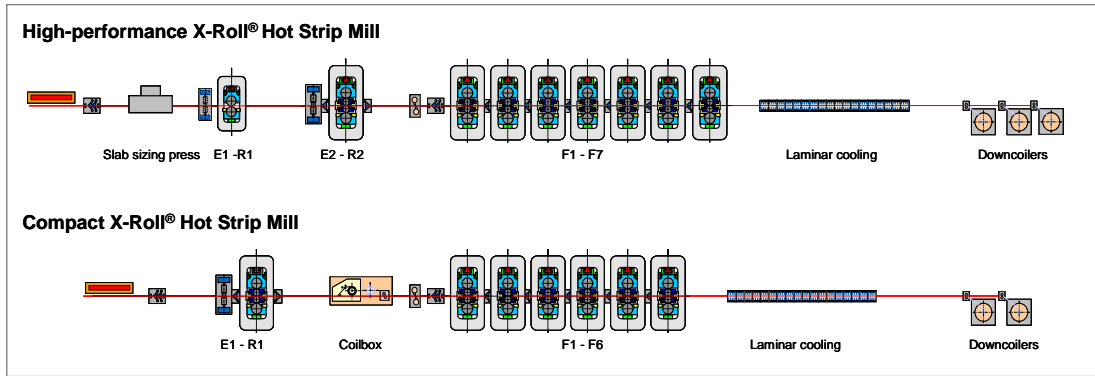 High-performance X-Roll® Hot Strip Mill
Slab sizing press E1 -R1 E2 - R2 F1 - F7 Laminar cooling Downcoilers
Compact X-Roll® Hot Strip Mill
E1 - R1 Coilbox F1 - F6 Laminar cooling Downcoilers